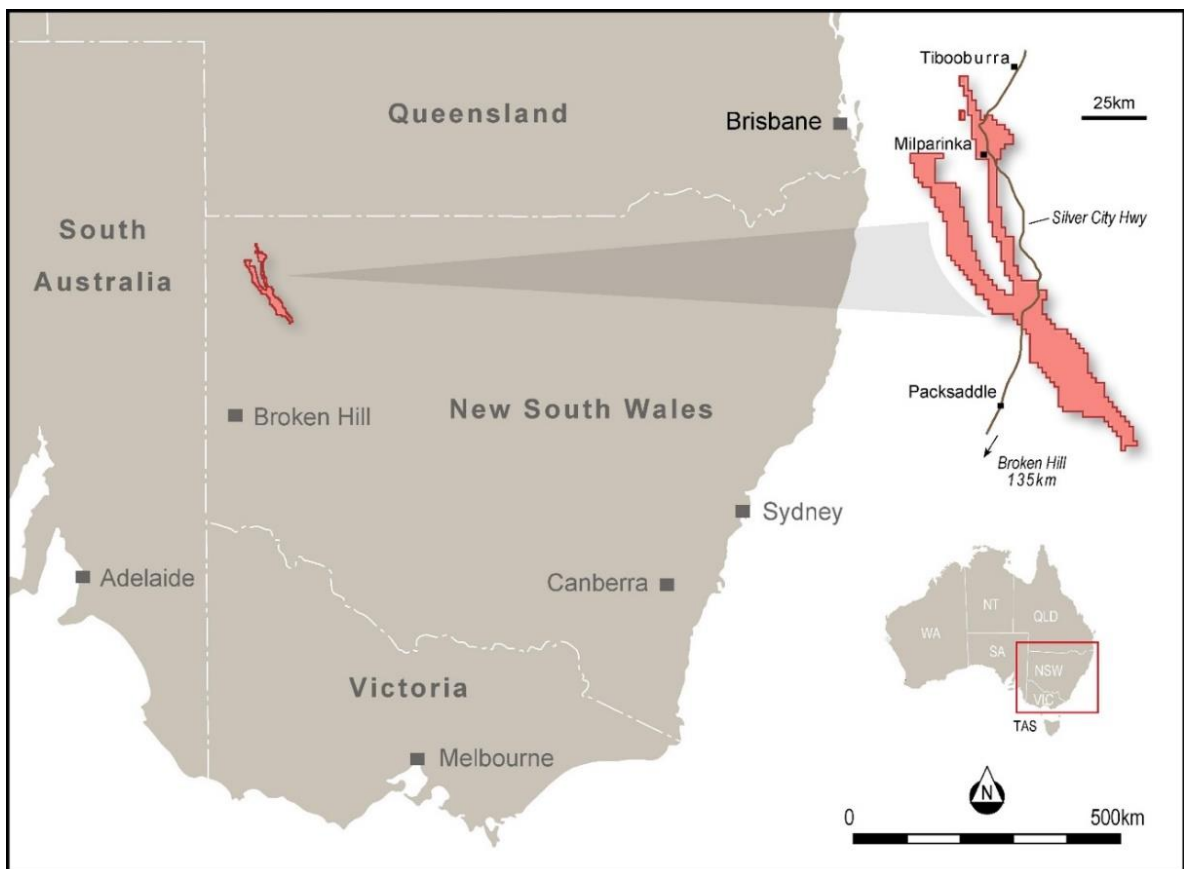 Queensland
Brisbane
South
Australia
Broken Hill
New South Wales
Sydney
Adelaide
Canberra
Victoria
Melbourne
Tibooburra
25km
Milparinka
Silver City Hwy
Packsaddle
Broken Hill
135km
NT
QLD
WA
SA
NSW
VIC
TAS
N
0
500km